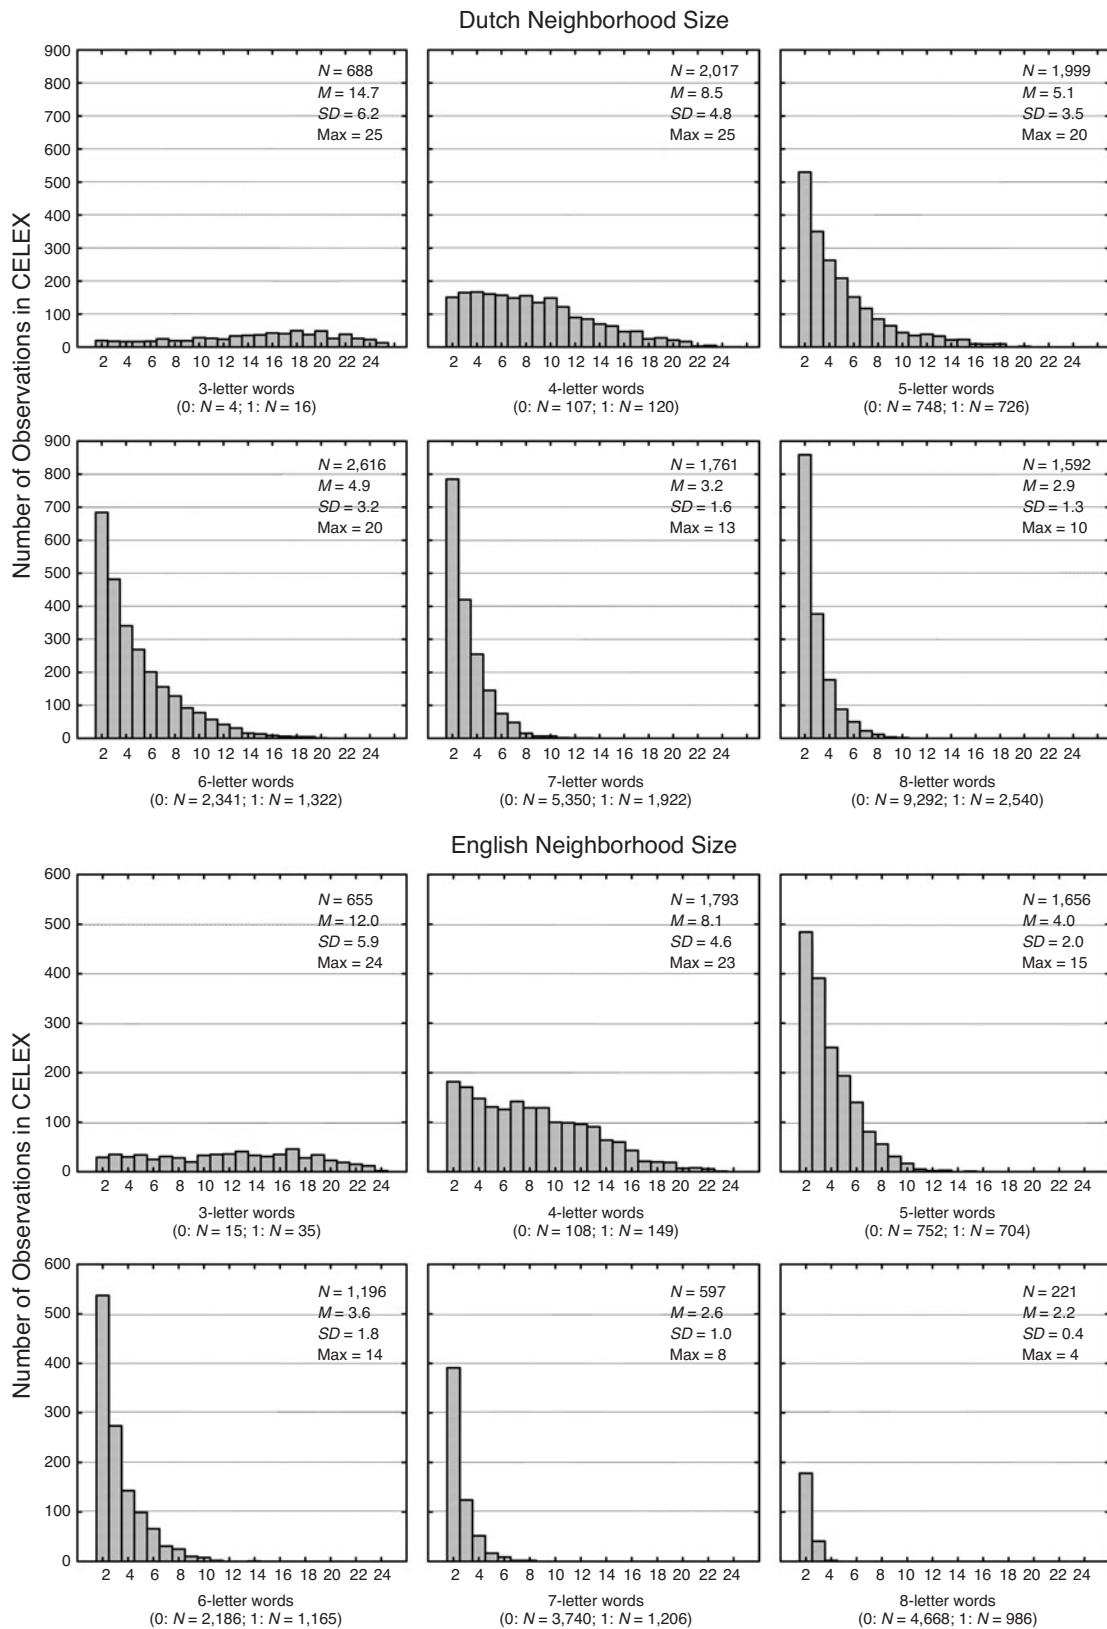 Dutch Neighborhood Size
Number of Observations in CELEX
900
800
700
600
500
400
300
200
100
0
N = 688
M = 14.7
SD = 6.2
Max = 25
2 4 6 8 10 12 14 16 18 20 22 24
3-letter words
(0: N = 4; 1: N = 16)
N = 2,017
M = 8.5
SD = 4.8
Max = 25
2 4 6 8 10 12 14 16 18 20 22 24
4-letter words
(0: N = 107; 1: N = 120)
N = 1,999
M = 5.1
SD = 3.5
Max = 20
2 4 6 8 10 12 14 16 18 20 22 24
5-letter words
(0: N = 748; 1: N = 726)
900
800
700
600
500
400
300
200
100
0
N = 2,616
M = 4.9
SD = 3.2
Max = 20
2 4 6 8 10 12 14 16 18 20 22 24
6-letter words
(0: N = 2,341; 1: N = 1,322)
N = 1,761
M = 3.2
SD = 1.6
Max = 13
2 4 6 8 10 12 14 16 18 20 22 24
7-letter words
(0: N = 5,350; 1: N = 1,922)
N = 1,592
M = 2.9
SD = 1.3
Max = 10
2 4 6 8 10 12 14 16 18 20 22 24
8-letter words
(0: N = 9,292; 1: N = 2,540)
English Neighborhood Size
Number of Observations in CELEX
600
500
400
300
200
100
0
N = 655
M = 12.0
SD = 5.9
Max = 24
2 4 6 8 10 12 14 16 18 20 22 24
3-letter words
(0: N = 15; 1: N = 35)
N = 1,793
M = 8.1
SD = 4.6
Max = 23
2 4 6 8 10 12 14 16 18 20 22 24
4-letter words
(0: N = 108; 1: N = 149)
N = 1,656
M = 4.0
SD = 2.0
Max = 15
2 4 6 8 10 12 14 16 18 20 22 24
5-letter words
(0: N = 752; 1: N = 704)
600
500
400
300
200
100
0
N = 1,196
M = 3.6
SD = 1.8
Max = 14
2 4 6 8 10 12 14 16 18 20 22 24
6-letter words
(0: N = 2,186; 1: N = 1,165)
N = 597
M = 2.6
SD = 1.0
Max = 8
2 4 6 8 10 12 14 16 18 20 22 24
7-letter words
(0: N = 3,740; 1: N = 1,206)
N = 221
M = 2.2
SD = 0.4
Max = 4
2 4 6 8 10 12 14 16 18 20 22 24
8-letter words
(0: N = 4,668; 1: N = 986)